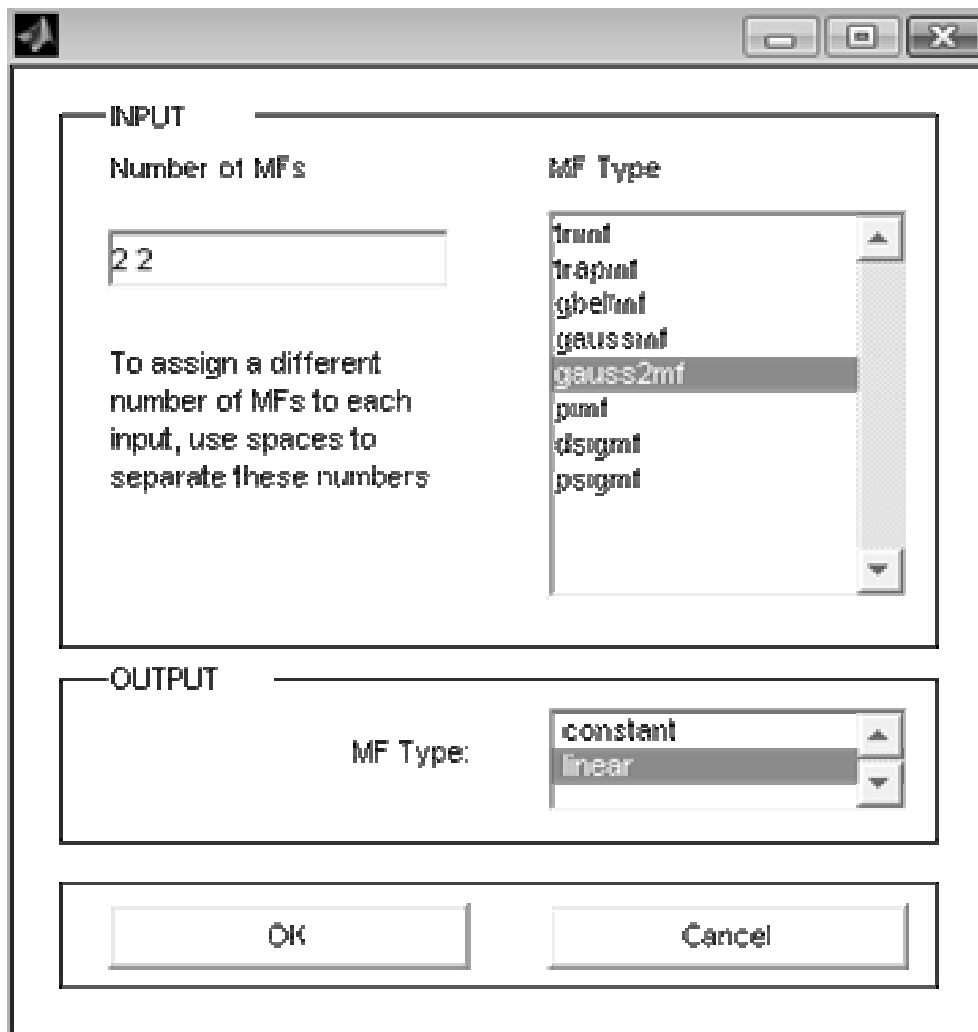 INPUT
Number of MFs
MF Type
2 2
trimf
trapmf
gbellmf
gaussmf
gauss2mf
pimf
dsigmf
psigmf
To assign a different
number of MFs to each
input, use spaces to
separate these numbers
OUTPUT
MF Type:
constant
linear
OK
Cancel